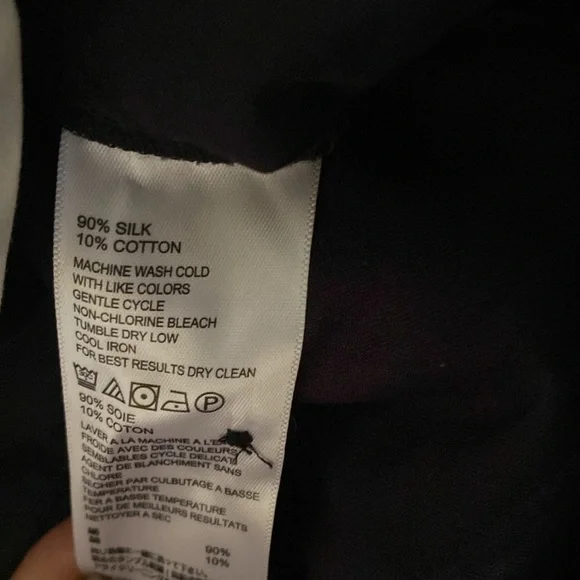 90% SILK
10% COTTON
MACHINE WASH COLD
WITH LIKE COLORS
GENTLE CYCLE
NON-CHLORINE BLEACH
TUMBLE DRY LOW
COOL IRON
FOR BEST RESULTS DRY CLEAN
P
90% SOIE
10% COTON
LAVER A LA MACHINE A L'E
FROIDE AVEC DES COULEURS
SEMBLABLES CYCLE DELICAT
AGENT DE BLANCHIMENT SANS
CHLORE
SECHER PAR CULBUTAGE A BASSE
TEMPERATURE
FER A BASSE TEMPERATURE
POUR DE MEILLEURS RESULTATS
NETTOYER A SEC
90%
10%